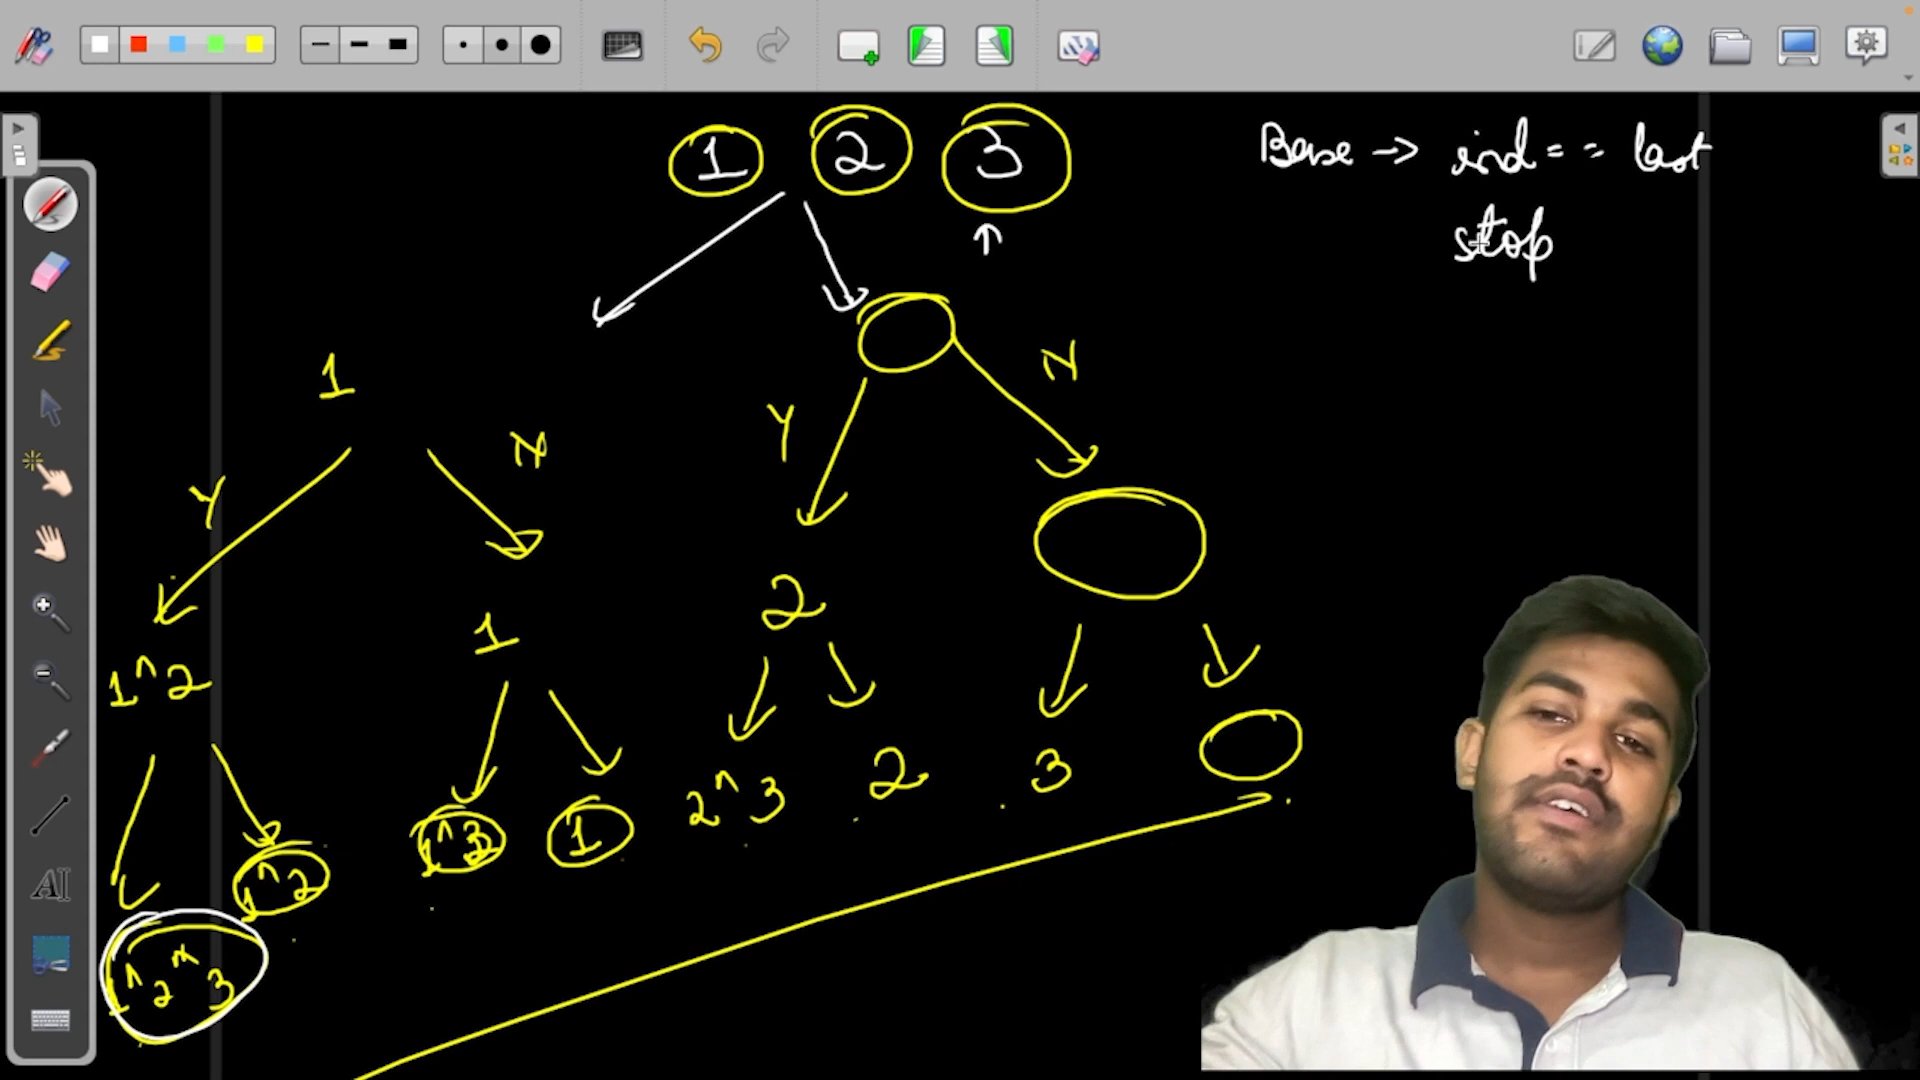 1 2 3
Base → ind == last
↑
stop
N
1
Y
N
Y
2
1
1^2
2^3
2
3
1^3
1
1^2
1^2^3
AI